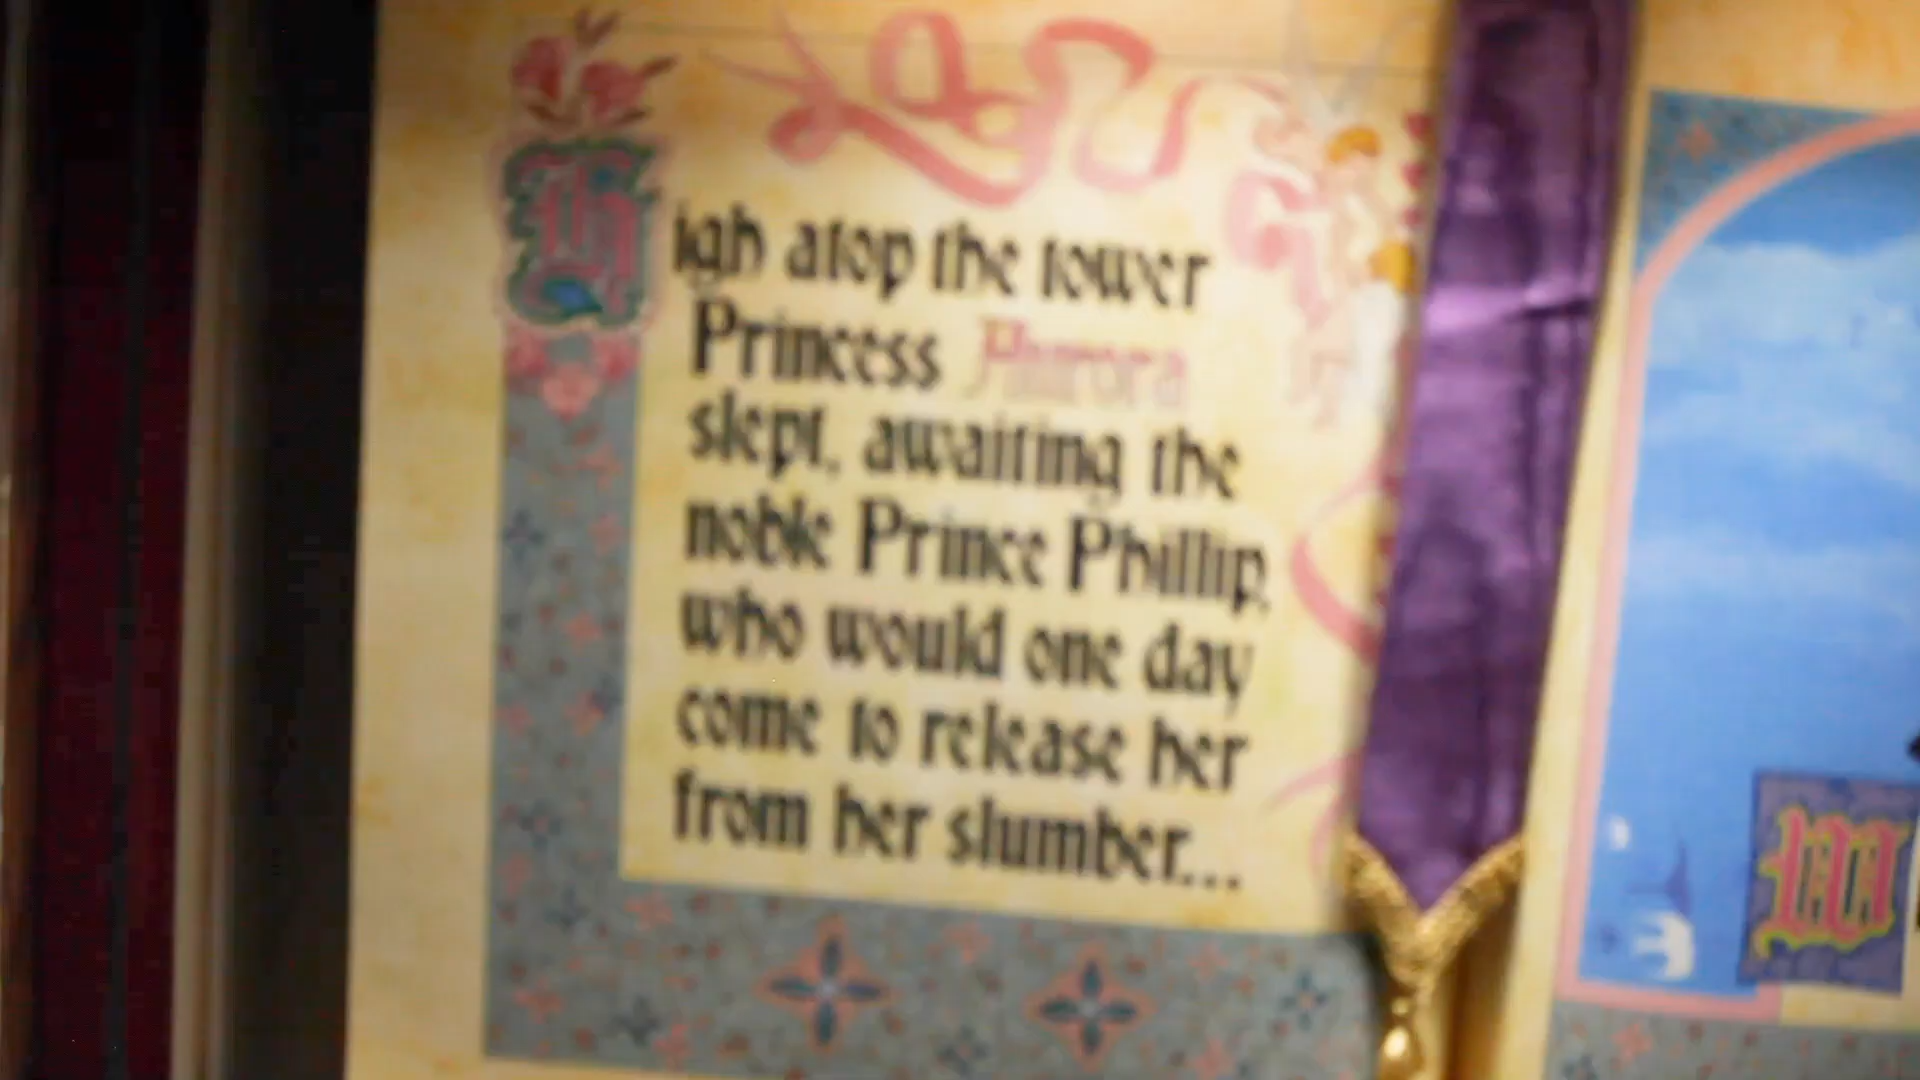 High atop the tower
Princess Aurora
slept, awaiting the
noble Prince Phillip,
who would one day
come to release her
from her slumber...
W